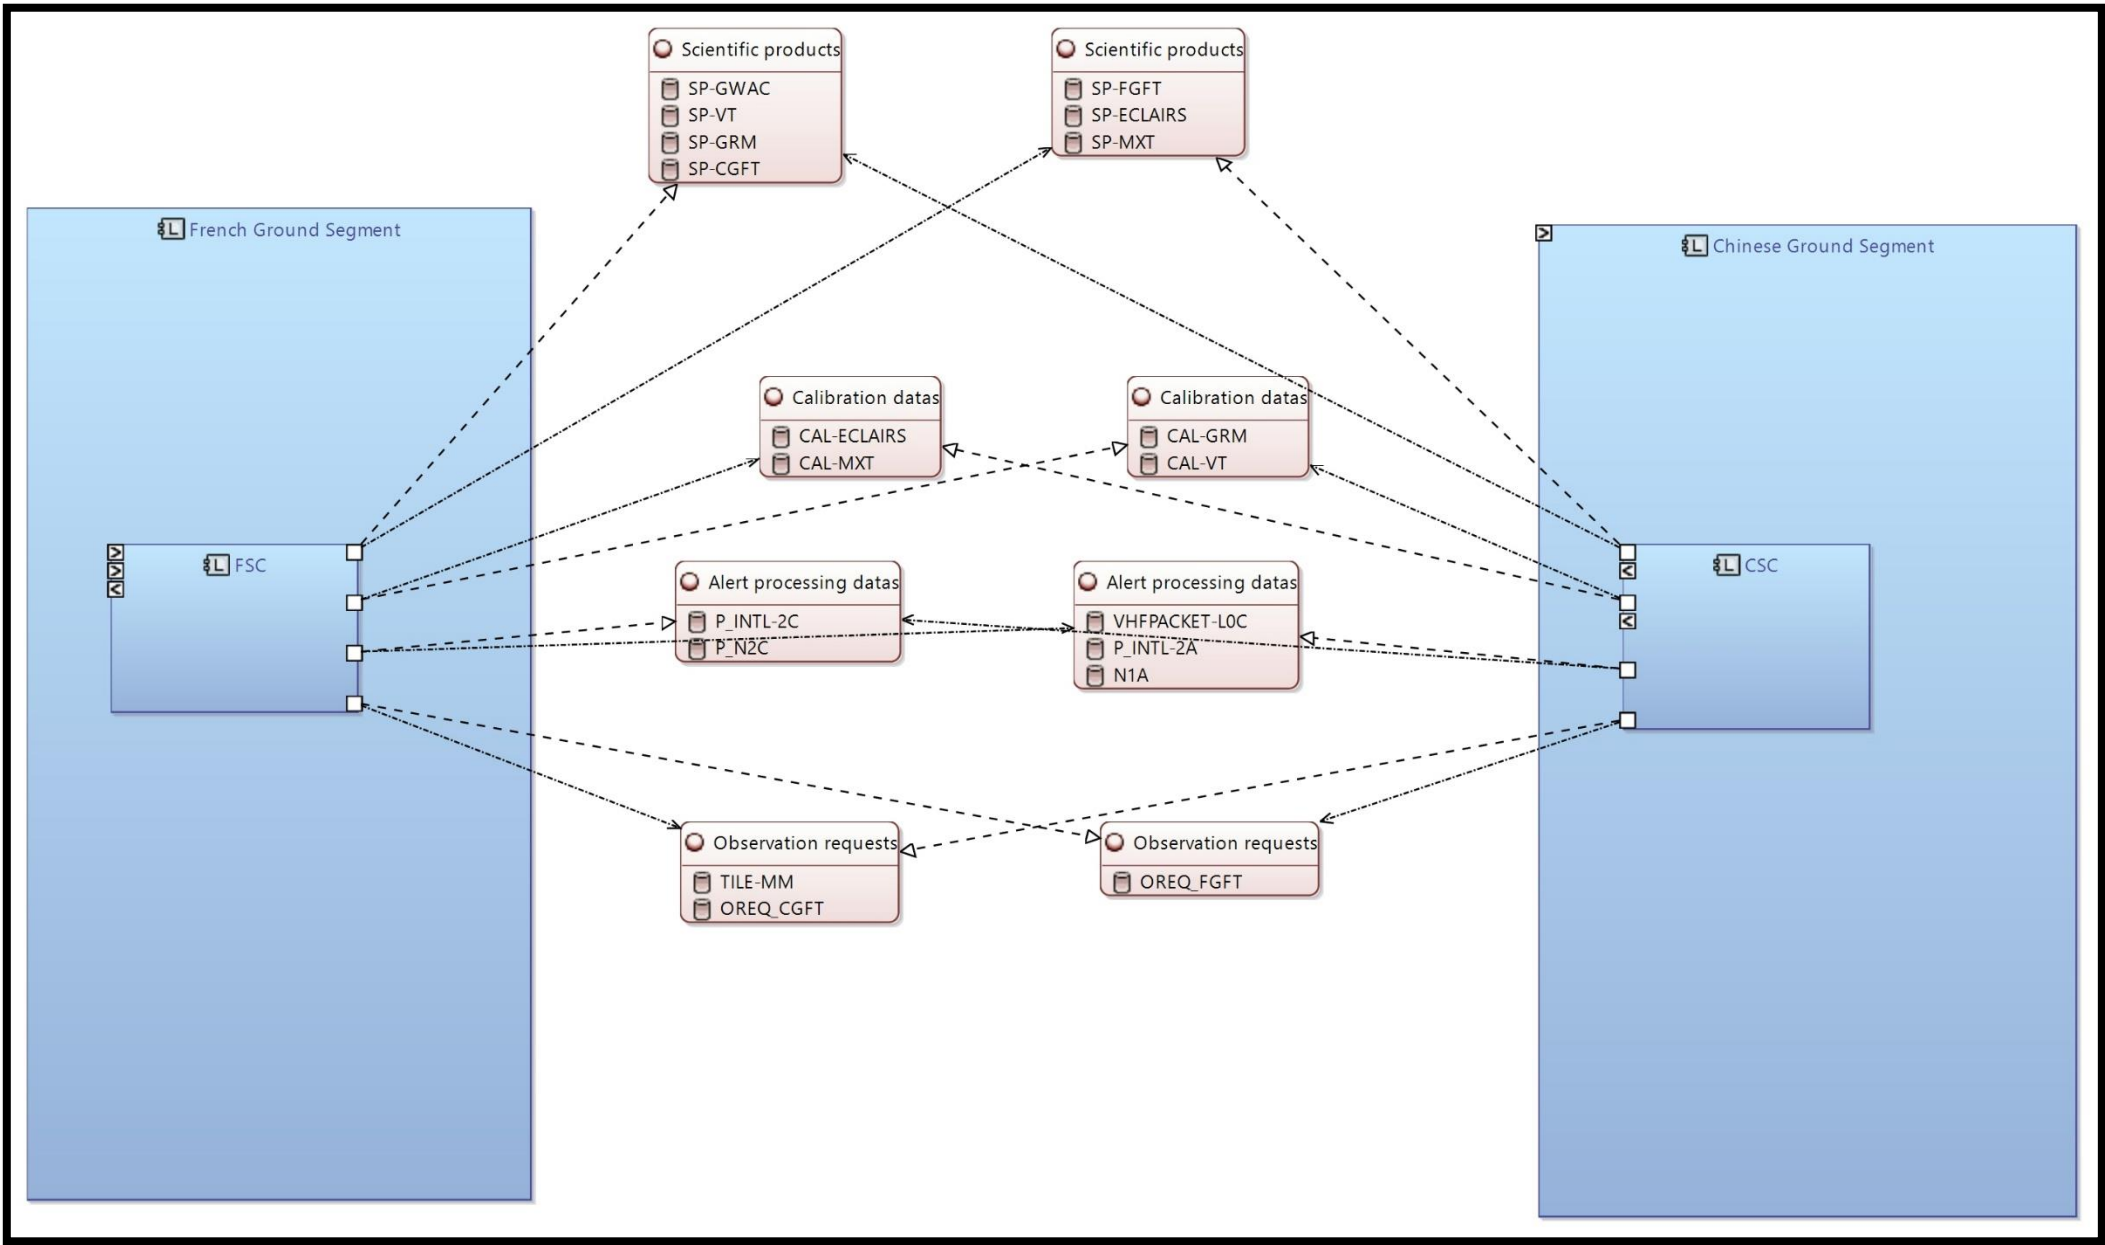 Scientific products
SP-GWAC
SP-VT
SP-GRM
SP-CGFT
Scientific products
SP-FGFT
SP-ECLAIRS
SP-MXT
L French Ground Segment
L Chinese Ground Segment
Calibration datas
CAL-ECLAIRS
CAL-MXT
Calibration datas
CAL-GRM
CAL-VT
L FSC
L CSC
Alert processing datas
P_INTL-2C
P_N2C
Alert processing datas
VHFPACKET-L0C
P_INTL-2A
N1A
Observation requests
TILE-MM
OREQ_CGFT
Observation requests
OREQ_FGFT